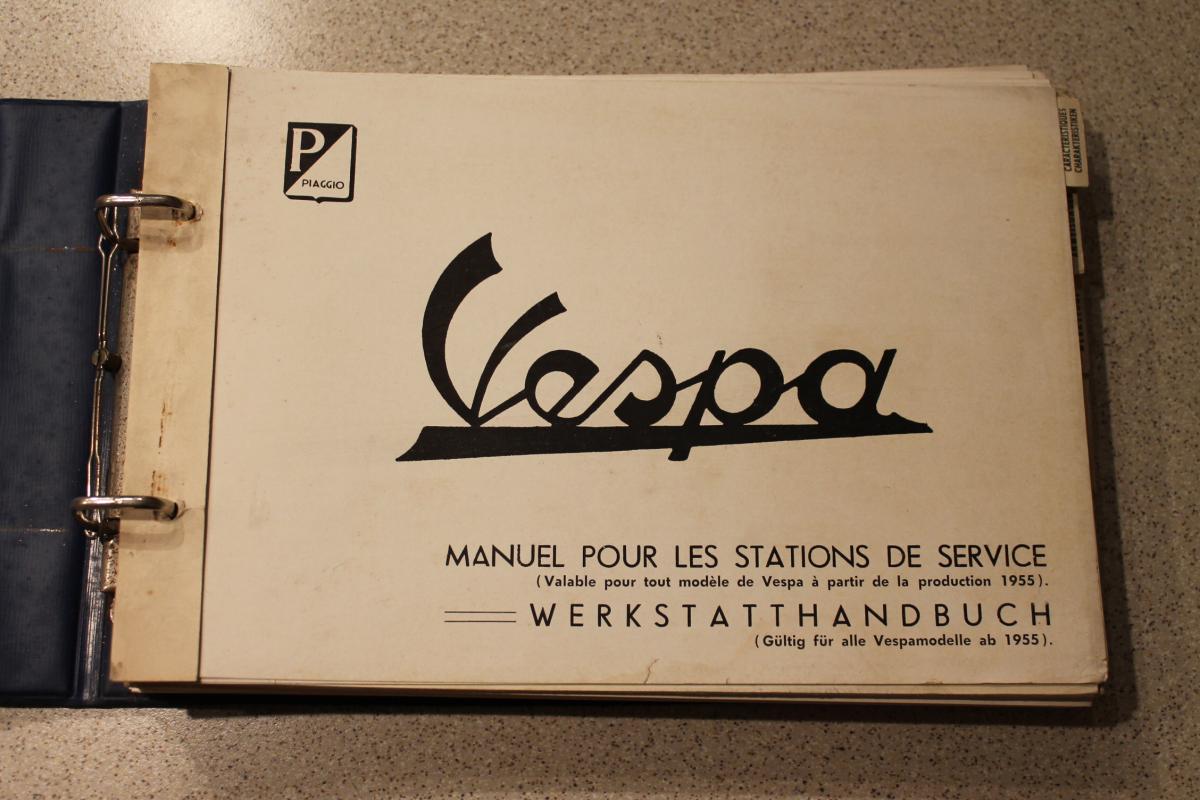 P
PIAGGIO
Vespa
MANUEL POUR LES STATIONS DE SERVICE
(Valable pour tout modèle de Vespa à partir de la production 1955).
WERKSTATTHANDBUCH
(Gültig für alle Vespamodelle ab 1955).
CARACTERISTIQUES
CHARAKTERISTIKEN